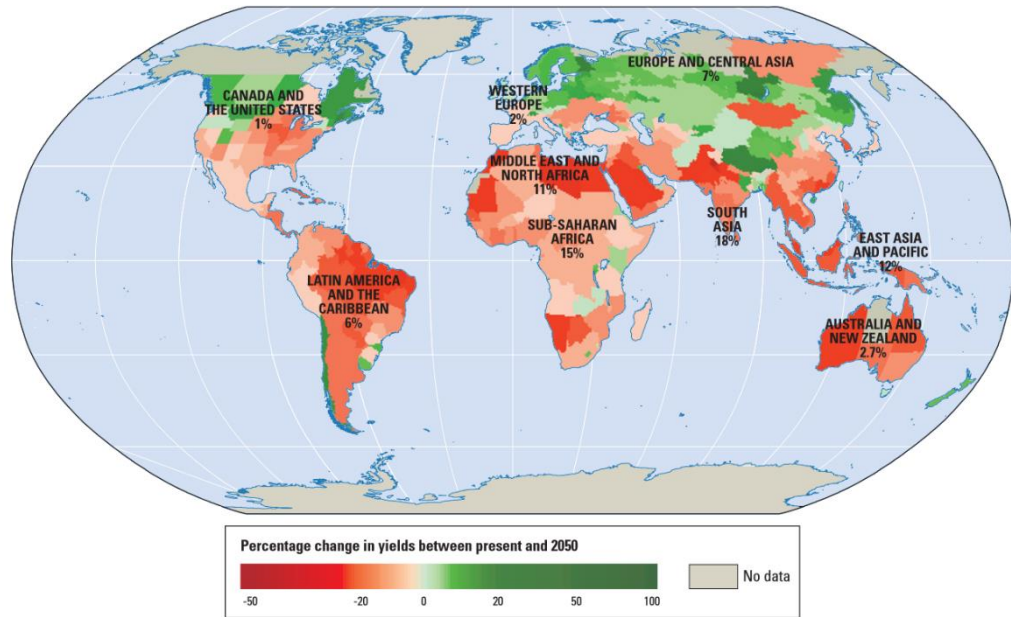 EUROPE AND CENTRAL ASIA
7%
CANADA AND
THE UNITED STATES
1%
WESTERN
EUROPE
2%
MIDDLE EAST AND
NORTH AFRICA
11%
SUB-SAHARAN
AFRICA
15%
SOUTH
ASIA
18%
EAST ASIA
AND PACIFIC
12%
LATIN AMERICA
AND THE
CARIBBEAN
6%
AUSTRALIA AND
NEW ZEALAND
2.7%
Percentage change in yields between present and 2050
-50 -20 0 20 50 100
No data